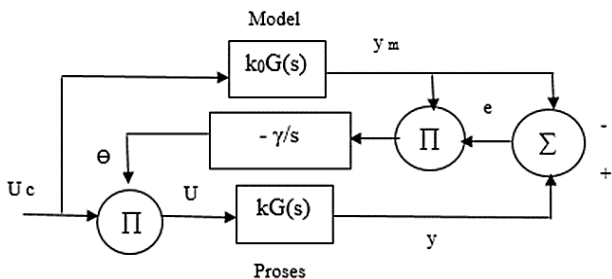 Model
k₀G(s)
y m
e
-
+
- γ/s
Π
Σ
Θ
U c
U
Π
kG(s)
y
Proses